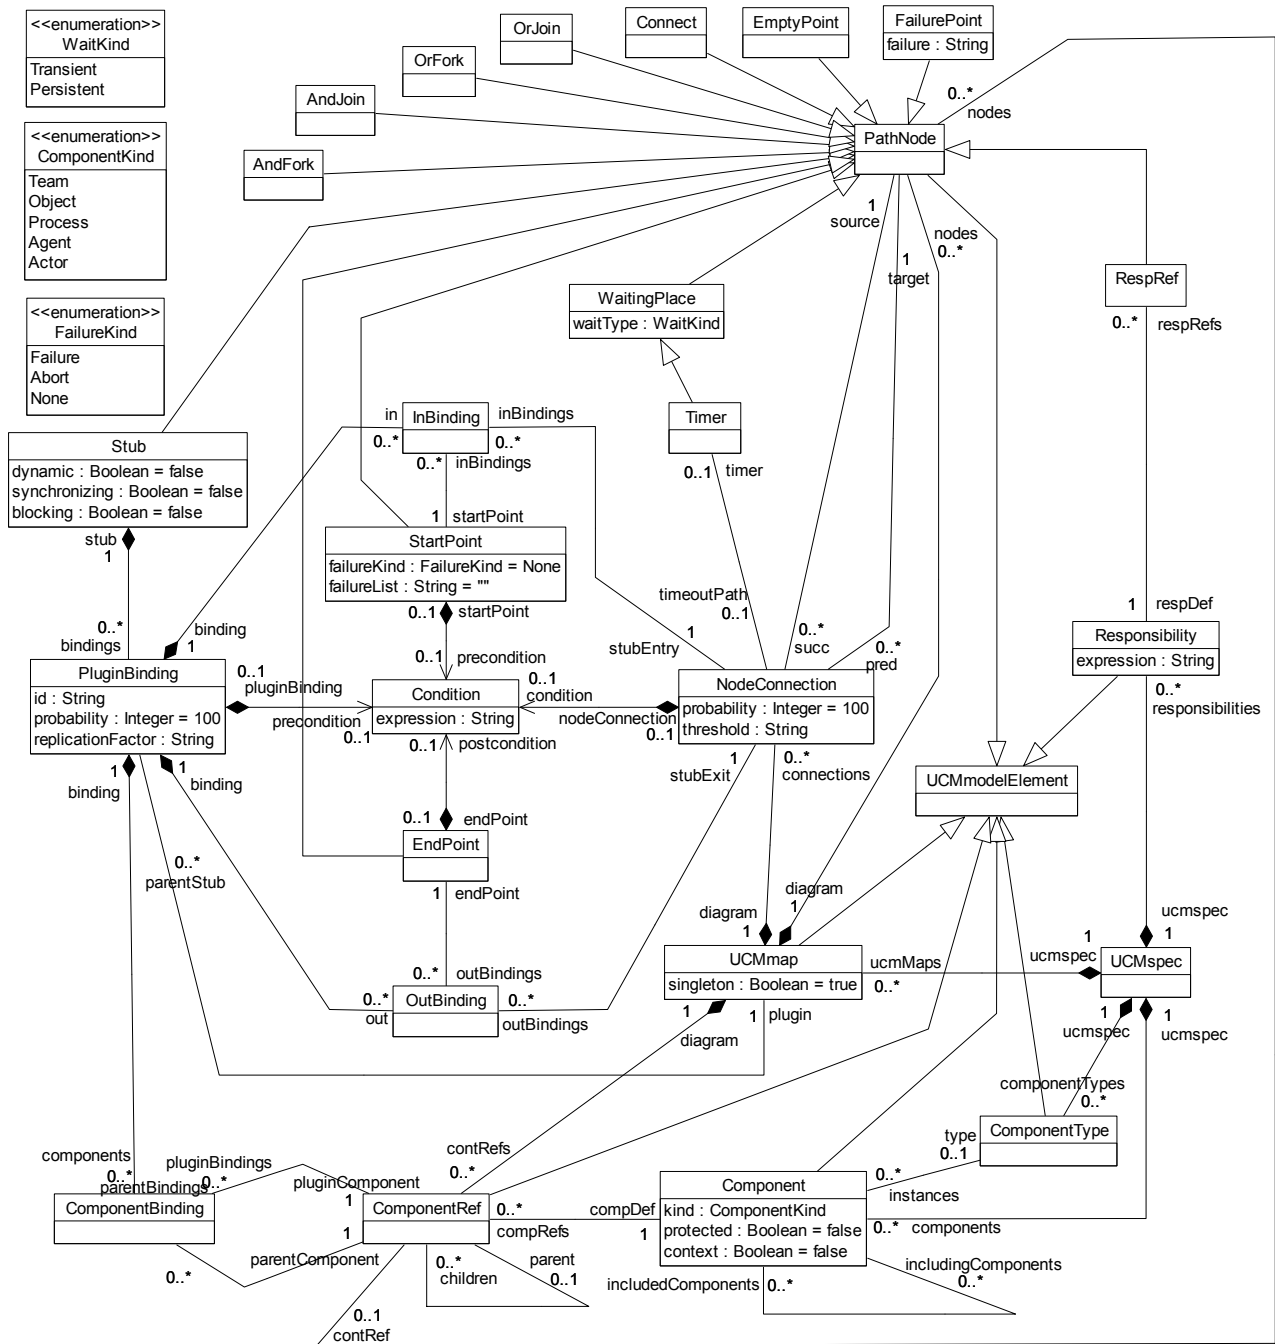 <<enumeration>>
WaitKind
Transient
Persistent
<<enumeration>>
ComponentKind
Team
Object
Process
Agent
Actor
<<enumeration>>
FailureKind
Failure
Abort
None
OrJoin
Connect
EmptyPoint
FailurePoint
failure : String
OrFork
AndJoin
AndFork
0..*
nodes
PathNode
1
source
nodes
0..*
1
target
RespRef
0..*
respRefs
WaitingPlace
waitType : WaitKind
Timer
0..1
timer
in
0..*
InBinding
inBindings
0..*
0..*
inBindings
Stub
dynamic : Boolean = false
synchronizing : Boolean = false
blocking : Boolean = false
stub
1
1
startPoint
StartPoint
failureKind : FailureKind = None
failureList : String = ""
0..1
startPoint
timeoutPath
0..1
1
respDef
0..*
bindings
binding
1
1
stubEntry
0..*
succ
pred
Responsibility
expression : String
0..*
responsibilities
PluginBinding
id : String
probability : Integer = 100
replicationFactor : String
0..1
pluginBinding
precondition
0..1
0..1
precondition
Condition
expression : String
0..1
postcondition
0..1
condition
nodeConnection
0..1
NodeConnection
probability : Integer = 100
threshold : String
1
binding
1
binding
1
stubExit
0..*
connections
UCMmodelElement
0..1
endPoint
EndPoint
0..*
parentStub
1
endPoint
diagram
1
diagram
1
ucmspec
1
0..*
outBindings
UCMmap
singleton : Boolean = true
ucmMaps
0..*
1
ucmspec
UCMspec
0..*
out
OutBinding
0..*
outBindings
1
diagram
1
plugin
1
ucmspec
1
ucmspec
componentTypes
0..*
ComponentType
type
0..1
contRefs
0..*
components
0..*
pluginBindings
0..*
parentBindings
pluginComponent
1
ComponentBinding
0..*
1
parentComponent
ComponentRef
0..*
compRefs
compDef
1
Component
kind : ComponentKind
protected : Boolean = false
context : Boolean = false
0..*
instances
0..*
components
0..*
children
parent
0..1
includedComponents
0..*
includingComponents
0..*
0..1
contRef